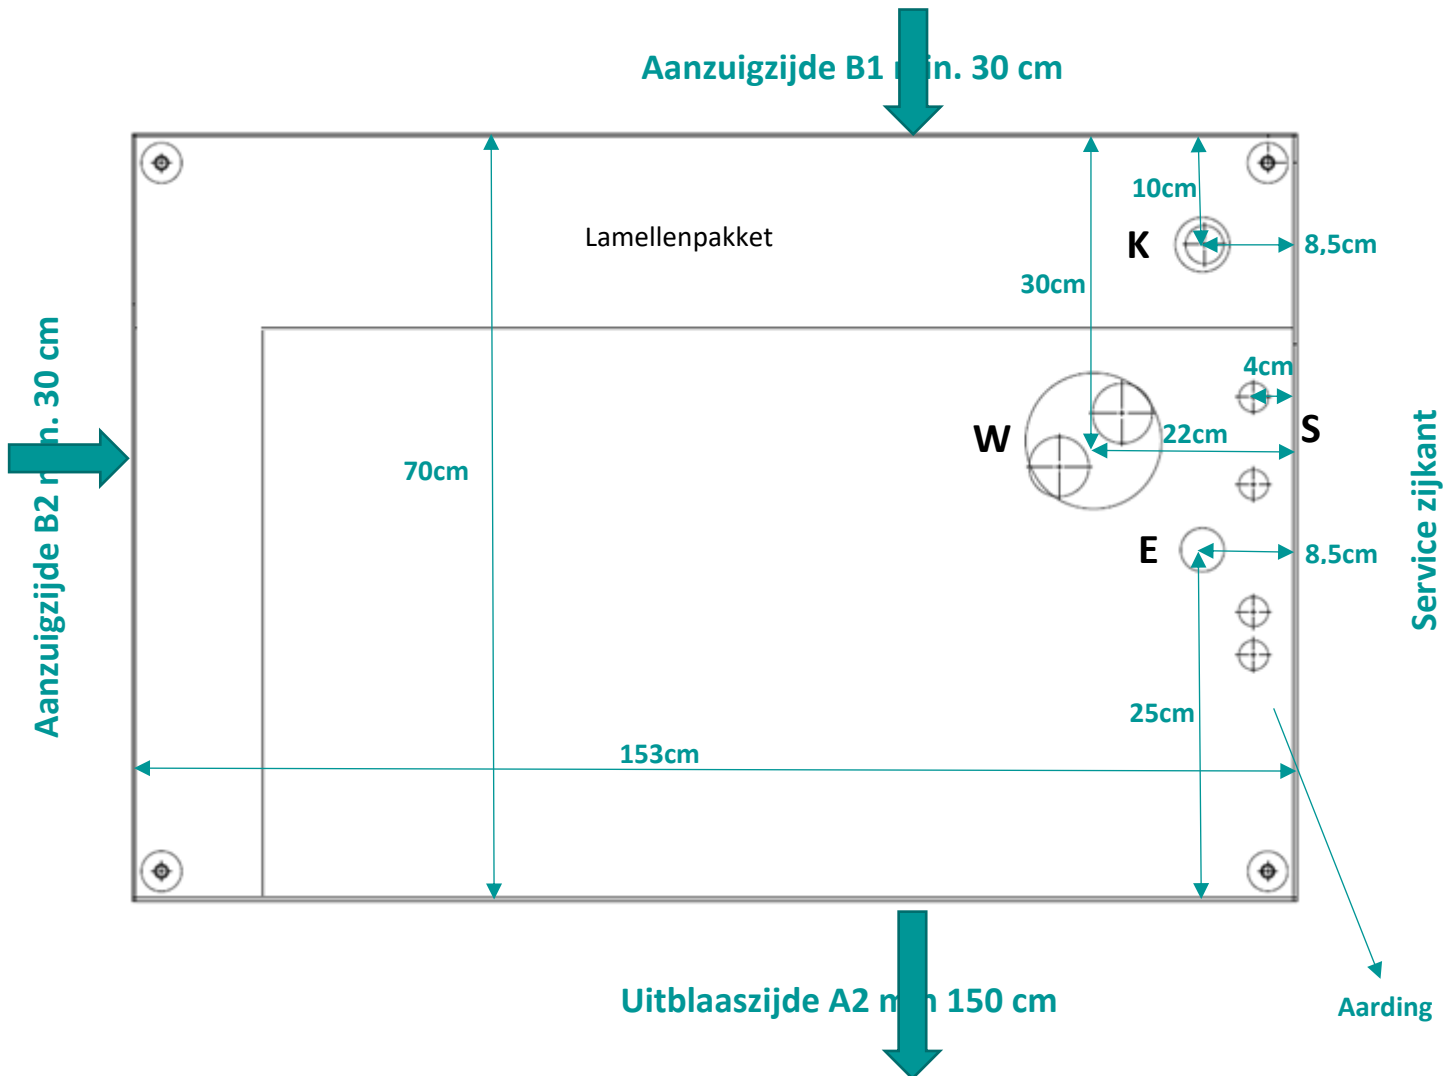 Aanzuigzijde B1 min. 30 cm
10cm
Lamellenpakket
K
8,5cm
30cm
4cm
Aanzuigzijde B2 min. 30 cm
W
22cm
S
70cm
Service zijkant
E
8,5cm
25cm
153cm
Uitblaaszijde A2 min 150 cm
Aarding